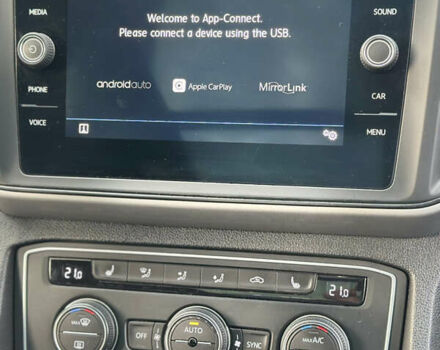 MEDIA
SOUND
Welcome to App-Connect.
Please connect a device using the USB.
androidauto Apple CarPlay MirrorLink
PHONE
CAR
VOICE
MENU
21.0 21.0
OFF AUTO SYNC
MAX MAX A/C